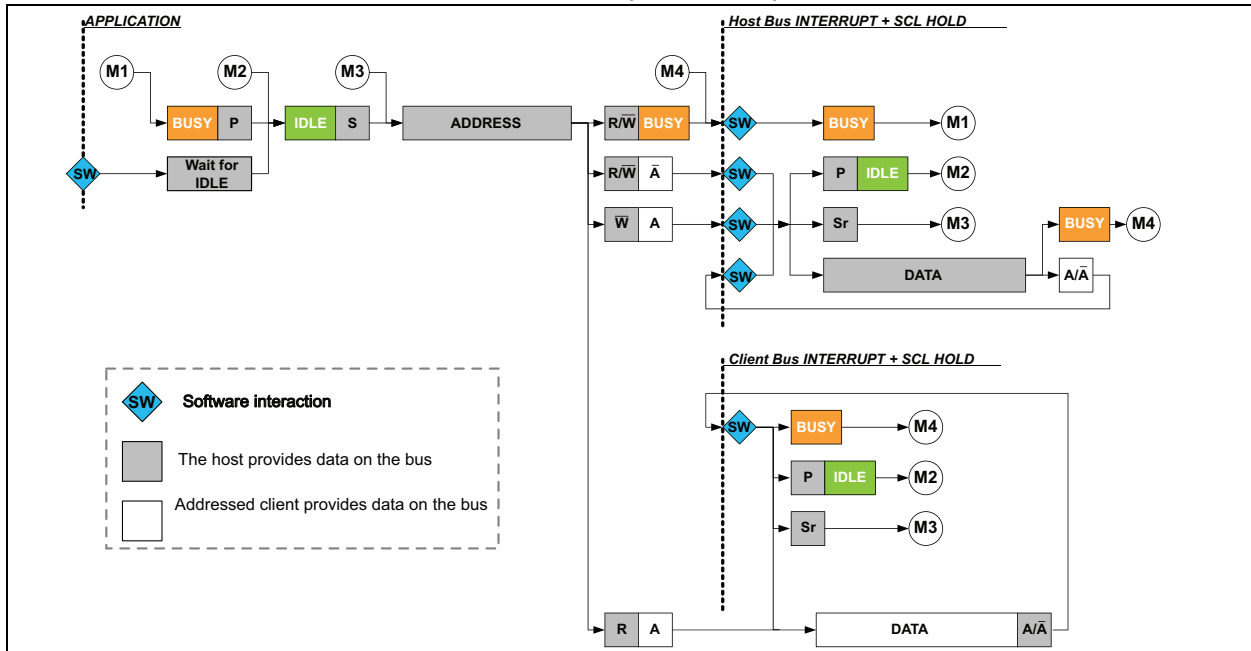 APPLICATION
Host Bus INTERRUPT + SCL HOLD
M1
M2
M3
M4
BUSY P
IDLE S
ADDRESS
R/W̅ BUSY
SW
BUSY
M1
SW
Wait for
IDLE
R/W̅ A̅
SW
P IDLE
M2
W̅ A
SW
Sr
M3
BUSY
M4
SW
DATA
A/A̅
Client Bus INTERRUPT + SCL HOLD
SW
BUSY
M4
P IDLE
M2
Sr
M3
R A
DATA
A/A̅
SW Software interaction
The host provides data on the bus
Addressed client provides data on the bus